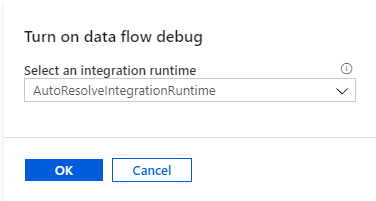 Turn on data flow debug
Select an integration runtime
AutoResolveIntegrationRuntime
OK
Cancel